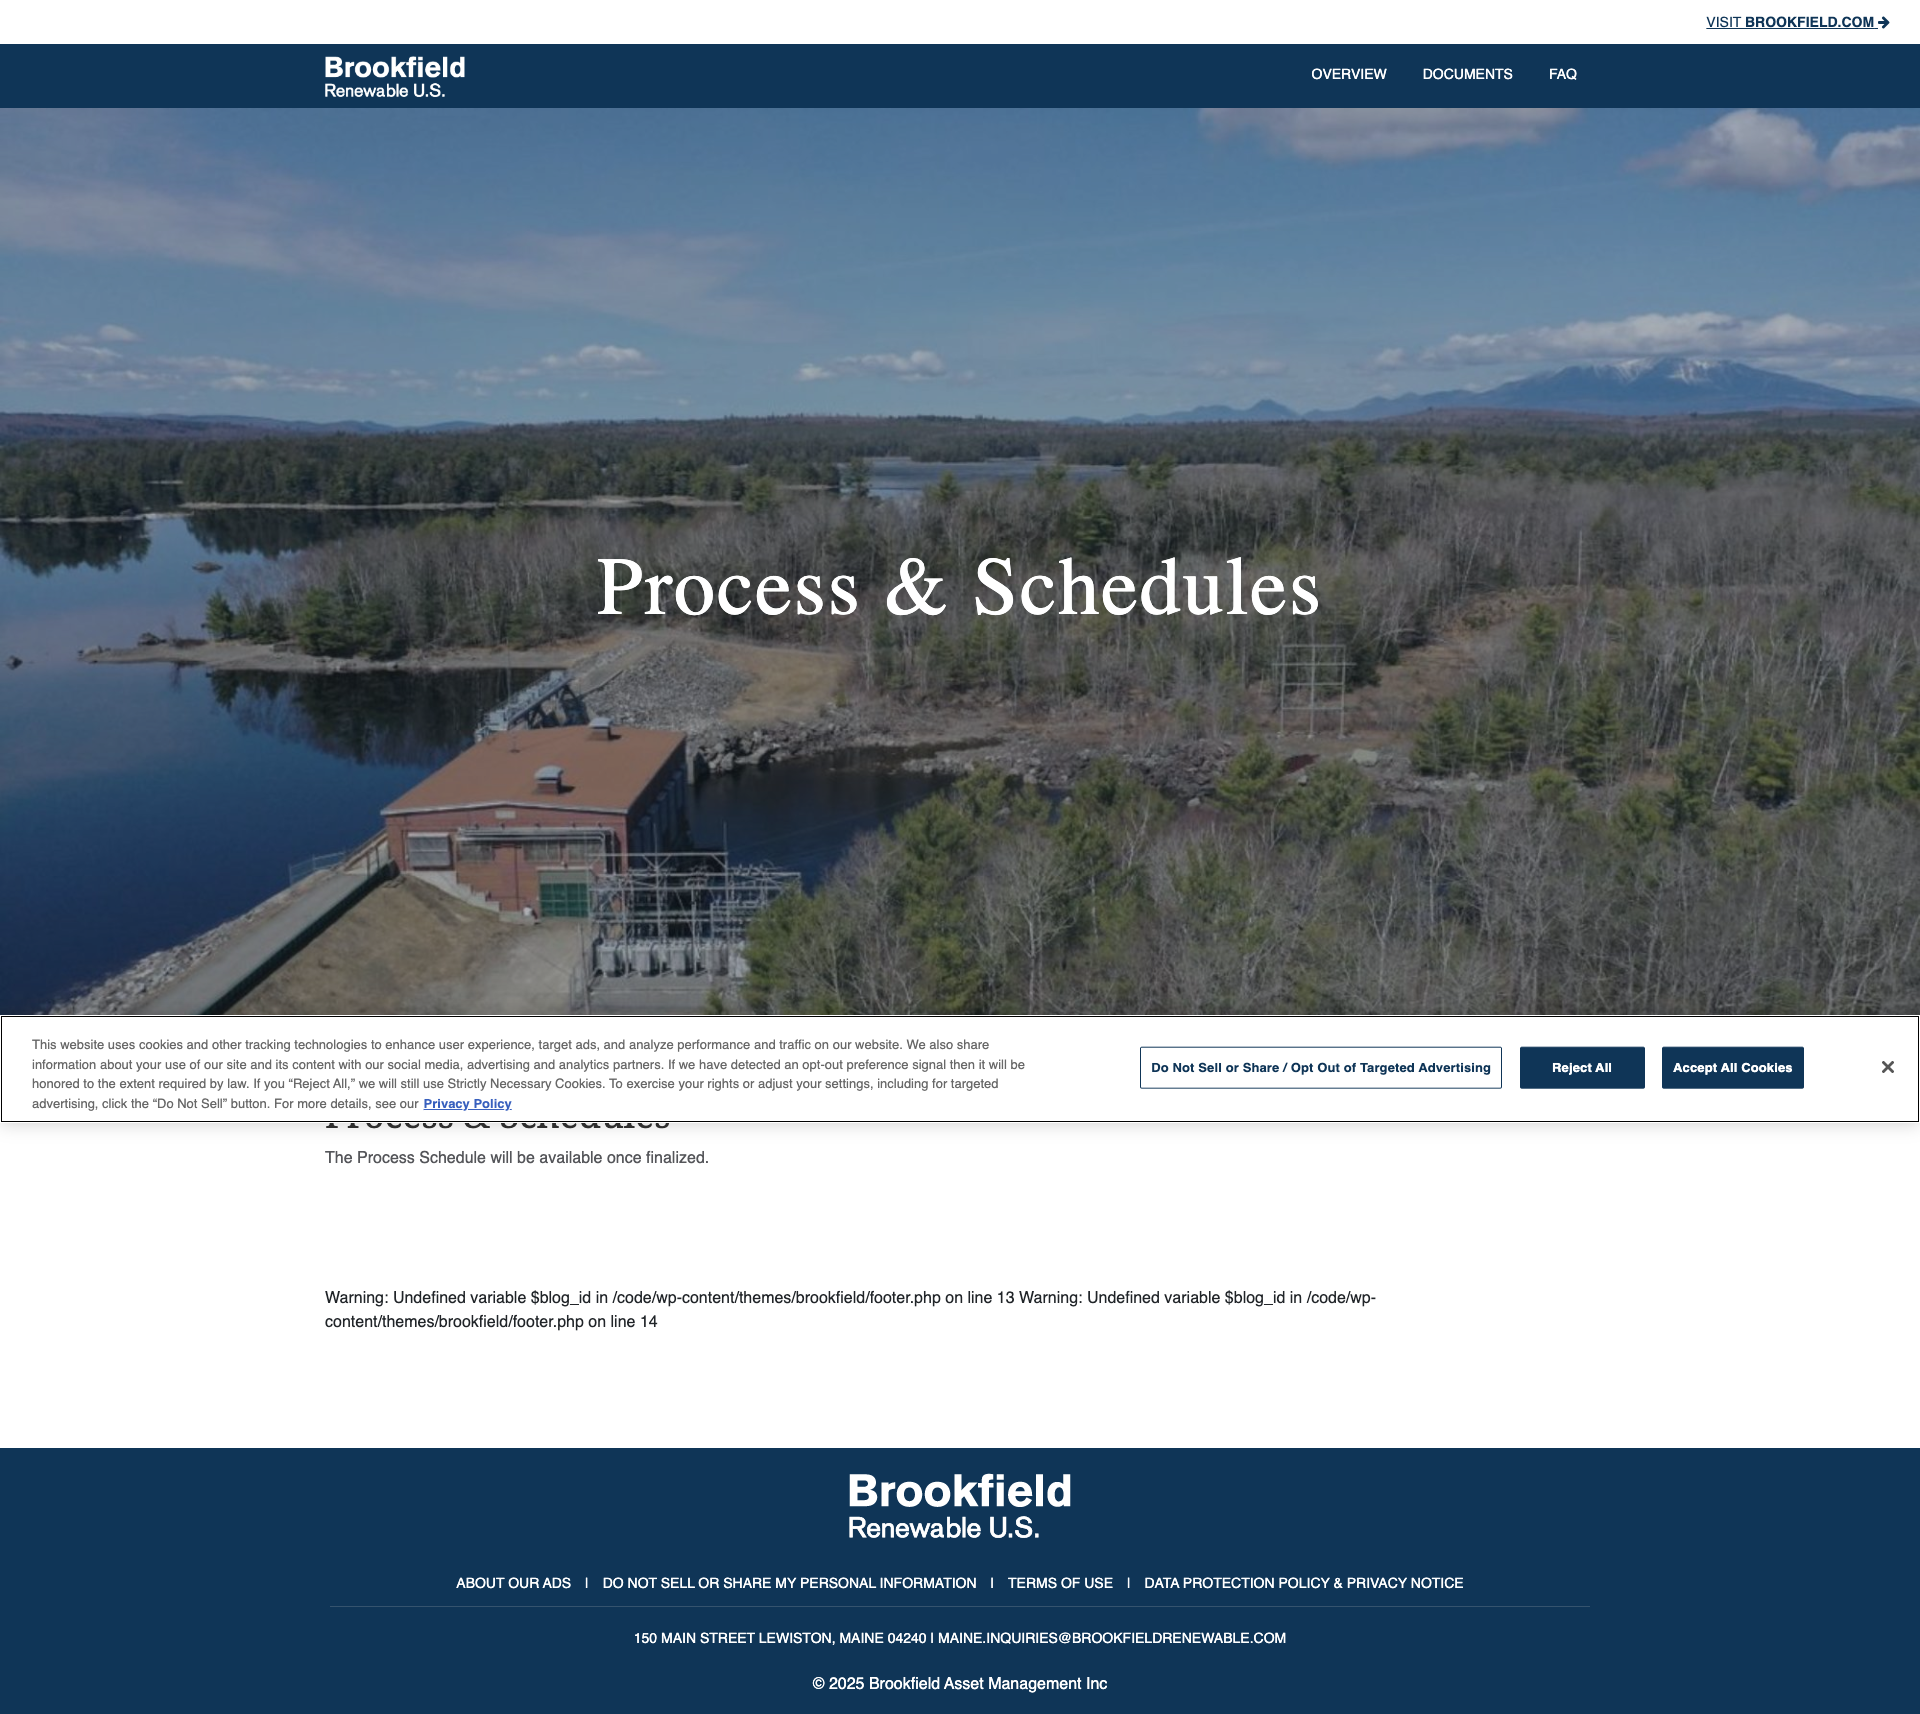 VISIT BROOKFIELD.COM
Brookfield
Renewable U.S.
OVERVIEW DOCUMENTS FAQ
Process & Schedules
This website uses cookies and other tracking technologies to enhance user experience, target ads, and analyze performance and traffic on our website. We also share
information about your use of our site and its content with our social media, advertising and analytics partners. If we have detected an opt-out preference signal then it will be
honored to the extent required by law. If you “Reject All,” we will still use Strictly Necessary Cookies. To exercise your rights or adjust your settings, including for targeted
advertising, click the “Do Not Sell” button. For more details, see our Privacy Policy
Do Not Sell or Share / Opt Out of Targeted Advertising
Reject All
Accept All Cookies
Process & Schedules
The Process Schedule will be available once finalized.
Warning: Undefined variable $blog_id in /code/wp-content/themes/brookfield/footer.php on line 13 Warning: Undefined variable $blog_id in /code/wp-
content/themes/brookfield/footer.php on line 14
Brookfield
Renewable U.S.
ABOUT OUR ADS | DO NOT SELL OR SHARE MY PERSONAL INFORMATION | TERMS OF USE | DATA PROTECTION POLICY & PRIVACY NOTICE
150 MAIN STREET LEWISTON, MAINE 04240 | MAINE.INQUIRIES@BROOKFIELDRENEWABLE.COM
© 2025 Brookfield Asset Management Inc